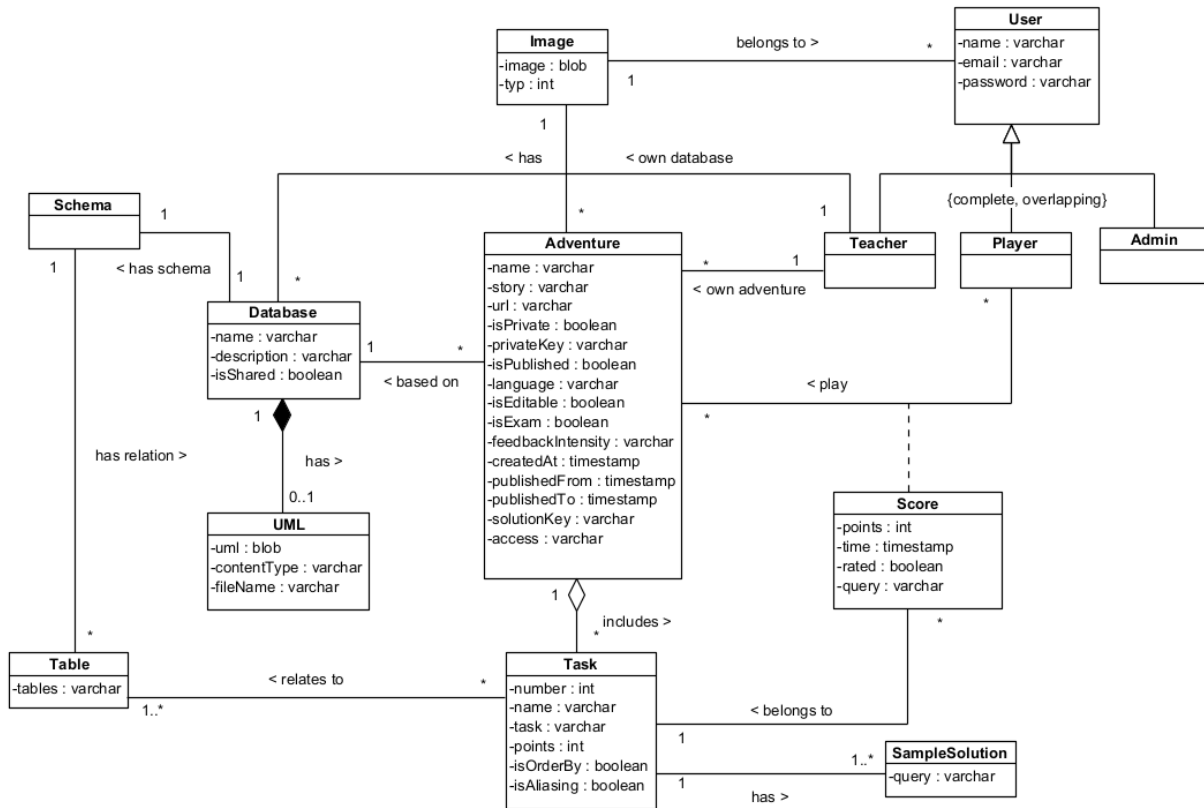 User
-name : varchar
-email : varchar
-password : varchar
Image
-image : blob
-typ : int
belongs to >
*
1
1
< has
< own database
{complete, overlapping}
Schema
1
1
< has schema
1
*
1
*
Teacher
Player
Admin
*
1
< own adventure
*
Database
-name : varchar
-description : varchar
-isShared : boolean
1
*
< based on
Adventure
-name : varchar
-story : varchar
-url : varchar
-isPrivate : boolean
-privateKey : varchar
-isPublished : boolean
-language : varchar
-isEditable : boolean
-isExam : boolean
-feedbackIntensity : varchar
-createdAt : timestamp
-publishedFrom : timestamp
-publishedTo : timestamp
-solutionKey : varchar
-access : varchar
< play
*
1
has relation >
has >
0..1
UML
-uml : blob
-contentType : varchar
-fileName : varchar
Score
-points : int
-time : timestamp
-rated : boolean
-query : varchar
*
1
includes >
*
*
Table
-tables : varchar
1..*
< relates to
*
Task
-number : int
-name : varchar
-task : varchar
-points : int
-isOrderBy : boolean
-isAliasing : boolean
< belongs to
1
1..*
1
has >
SampleSolution
-query : varchar